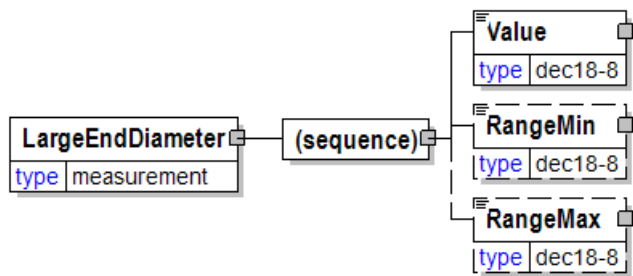 Value
type dec18-8
RangeMin
type dec18-8
LargeEndDiameter
type measurement
(sequence)
RangeMax
type dec18-8